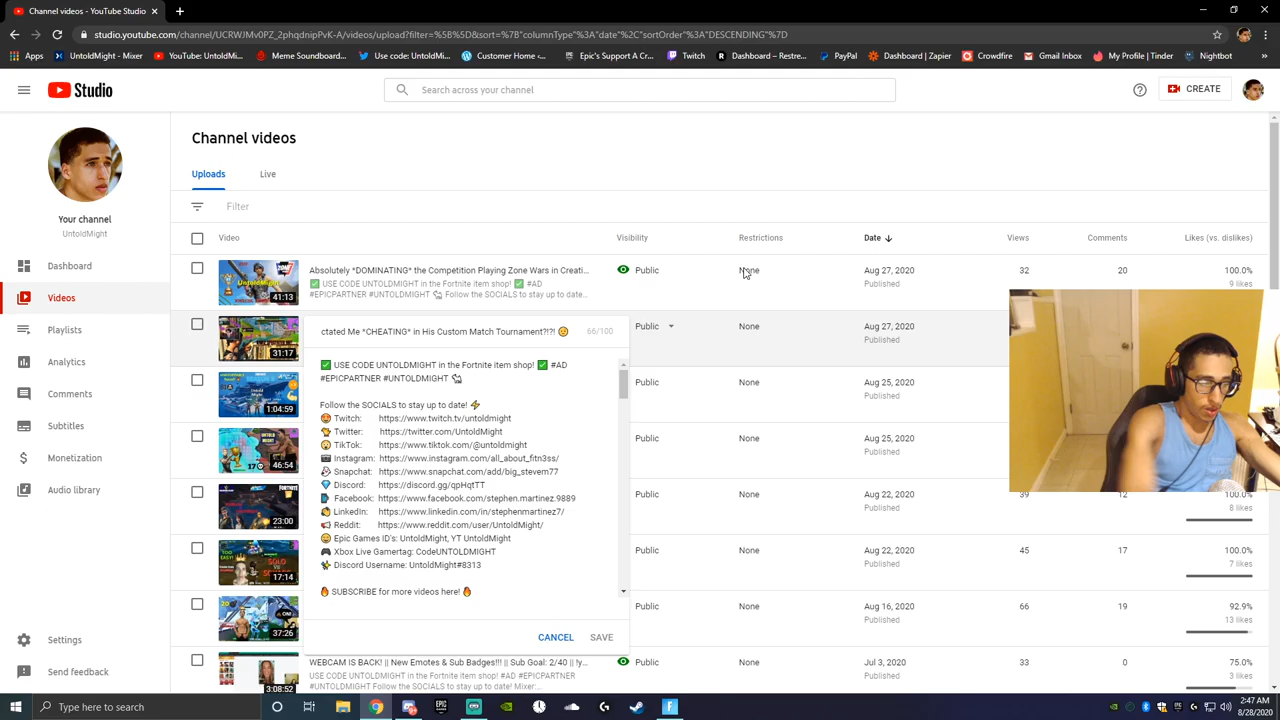 Channel videos - YouTube Studio
studio.youtube.com/channel/UCRWJMv0PZ_2phqdnipPvK-A/videos/upload?filter=%5B%5D&sort=%7B"columnType"%3A"date"%2C"sortOrder"%3A"DESCENDING"%7D
Apps YouTube UntoldMight - Mixer Soundtrap Use.codes Customer Home - ... Epic's Support A C... Twitch Dashboard – Restre... PayPal Dashboard | Zapier Crowdfire Gmail Inbox My Profile | Tinder Nightbot
Studio
Search across your channel
CREATE
Channel videos
Uploads Live
Your channel
UntoldMight
Filter
Video Visibility Restrictions Date Views Comments Likes (vs. dislikes)
Dashboard
Videos
Playlists
Analytics
Comments
Subtitles
Monetization
Audio library
Settings
Send feedback
41:13
Absolutely *DOMINATING* the Competition Playing Zone Wars in Creati...
✅ USE CODE UNTOLDMIGHT in the Fortnite item shop! ✅ #AD
#EPICPARTNER #UNTOLDMIGHT Follow the SOCIALS to stay up to date...
Public None Aug 27, 2020 32 20 100.0%
Published 9 likes
31:17
ctated Me *CHEATING* in His Custom Match Tournament?!?! 66/100
Public None Aug 27, 2020
Published
✅ USE CODE UNTOLDMIGHT in the Fortnite item shop! ✅ #AD
#EPICPARTNER #UNTOLDMIGHT
Follow the SOCIALS to stay up to date! ⚡
Twitch: https://www.twitch.tv/untoldmight
Twitter: https://twitter.com/UntoldMight
TikTok: https://www.tiktok.com/@untoldmight
Instagram: https://www.instagram.com/all_about_fitn3ss/
Snapchat: https://www.snapchat.com/add/big_stevem77
Discord: https://discord.gg/qpHqtTT
Facebook: https://www.facebook.com/stephen.martinez.9889
LinkedIn: https://www.linkedin.com/in/stephenmartinez7/
Reddit: https://www.reddit.com/user/UntoldMight/
Epic Games ID's: UntoldMight, YT UntoldMight
Xbox Live Gamertag: CodeUNTOLDMIGHT
Discord Username: UntoldMight#8313
🔥 SUBSCRIBE for more videos here! 🔥
CANCEL SAVE
1:04:59
Public None Aug 25, 2020
Published
46:54
Public None Aug 25, 2020
Published
23:00
Public None Aug 22, 2020 39 12 100.0%
Published 8 likes
TOO EASY! SOLO VS
17:14
Public None Aug 22, 2020 45 17 100.0%
Published 7 likes
37:26
Public None Aug 16, 2020 66 19 92.9%
Published 13 likes
3:08:52
WEBCAM IS BACK! || New Emotes & Sub Badges!!! || Sub Goal: 2/40 || !y...
USE CODE UNTOLDMIGHT in the Fortnite item shop! #AD #EPICPARTNER
#UNTOLDMIGHT Follow the SOCIALS to stay up to date! Mixer:...
Public None Jul 3, 2020 33 0 75.0%
Published 3 likes
Type here to search
2:47 AM
8/28/2020